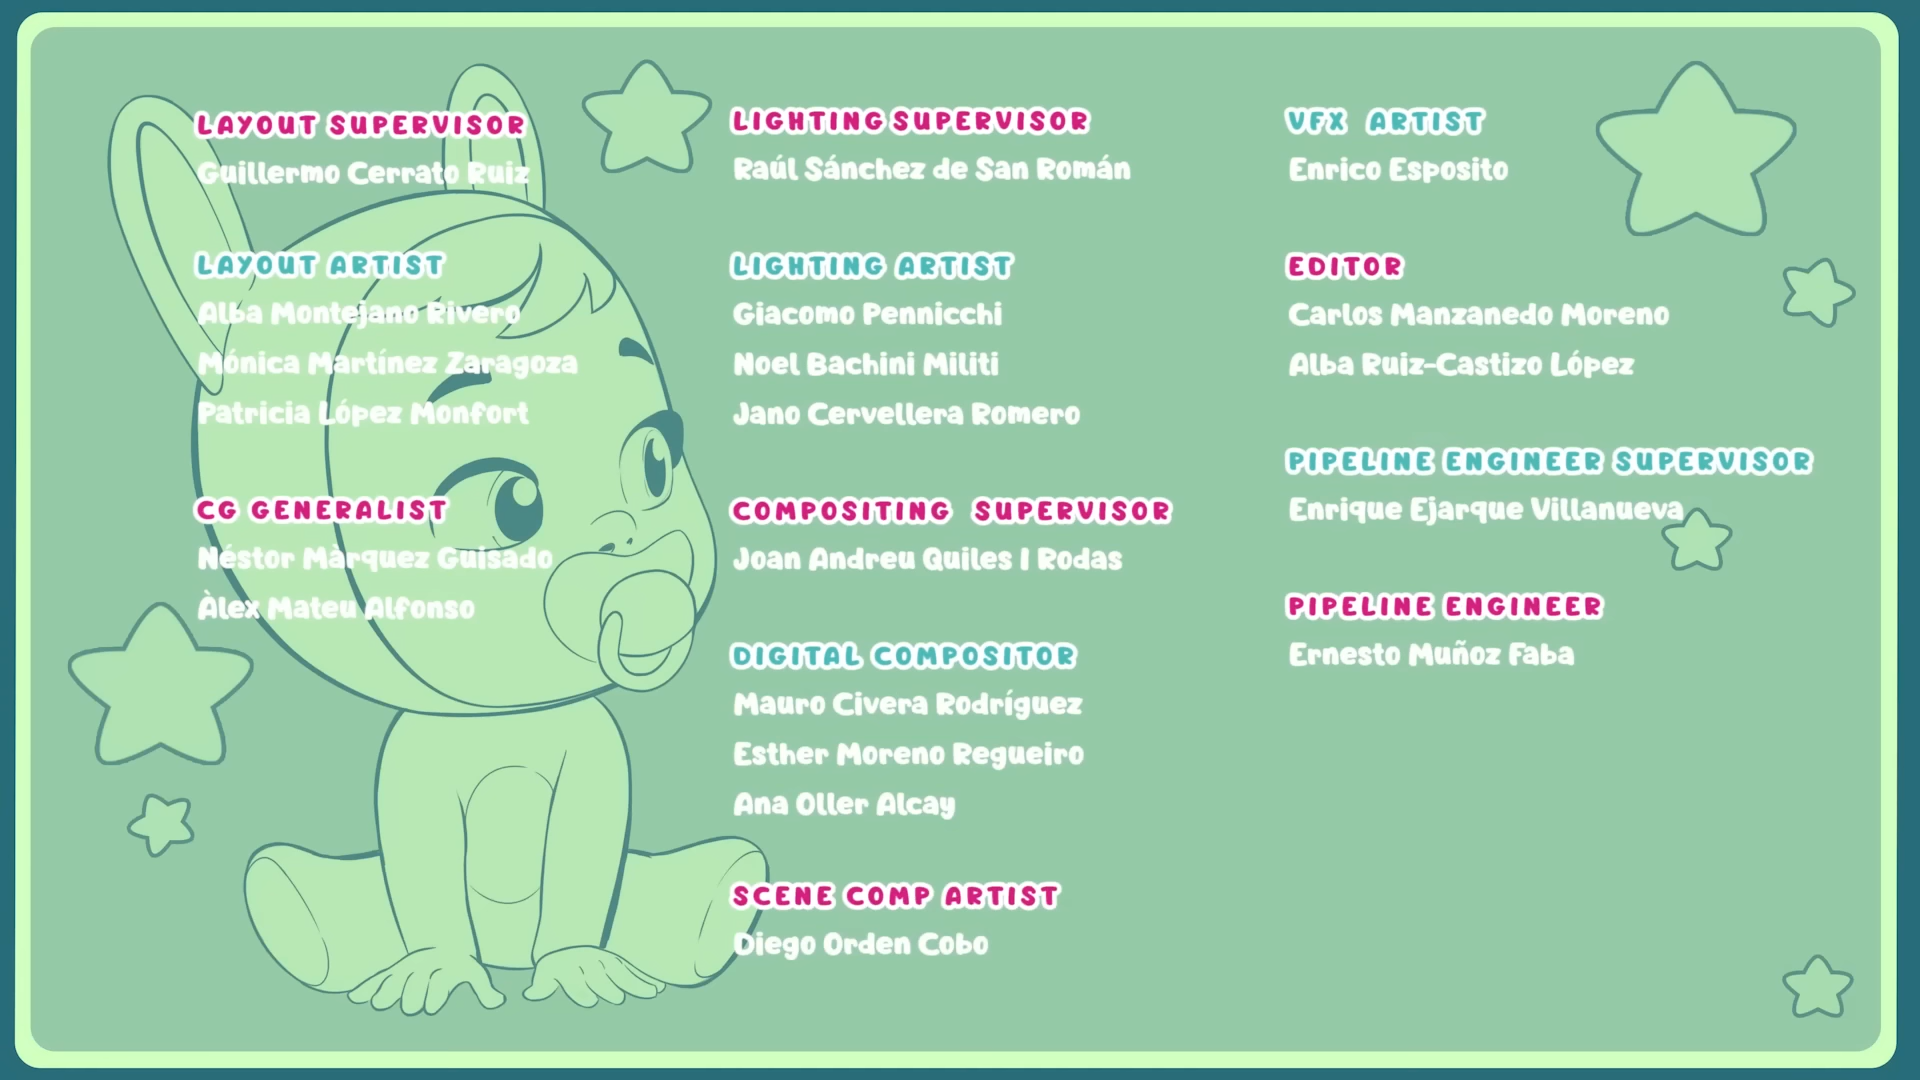 LAYOUT SUPERVISOR
Guillermo Cerrato Ruiz
LAYOUT ARTIST
Alba Montejano Rivero
Mónica Martínez Zaragoza
Patricia López Monfort
CG GENERALIST
Néstor Màrquez Guisado
Àlex Mateu Alfonso
LIGHTING SUPERVISOR
Raúl Sánchez de San Román
LIGHTING ARTIST
Giacomo Pennicchi
Noel Bachini Militi
Jano Cervellera Romero
COMPOSITING SUPERVISOR
Joan Andreu Quiles I Rodas
DIGITAL COMPOSITOR
Mauro Civera Rodríguez
Esther Moreno Regueiro
Ana Oller Alcay
SCENE COMP ARTIST
Diego Orden Cobo
VFX ARTIST
Enrico Esposito
EDITOR
Carlos Manzanedo Moreno
Alba Ruiz-Castizo López
PIPELINE ENGINEER SUPERVISOR
Enrique Ejarque Villanueva
PIPELINE ENGINEER
Ernesto Muñoz Faba